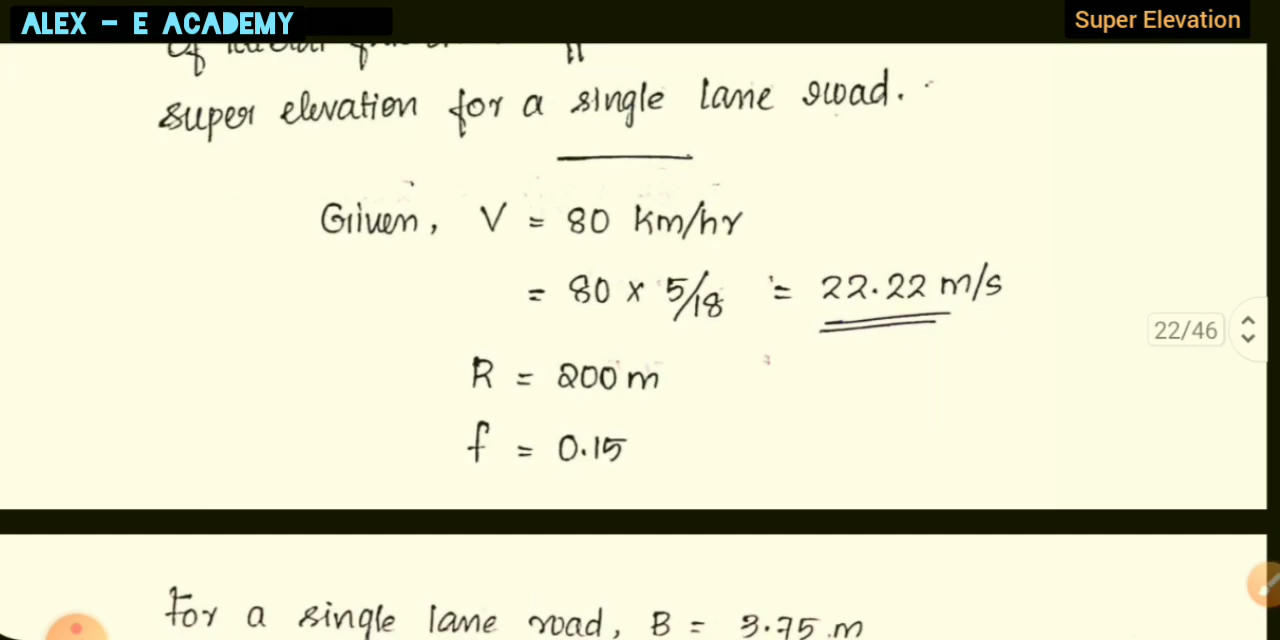 ALEX - E ACADEMY
Super Elevation
super elevation for a single lane road.
Given, V = 80 km/hr
= 80 x 5/18 = 22.22 m/s
22/46
R = 200 m
f = 0.15
For a single lane road, B = 3.75 m